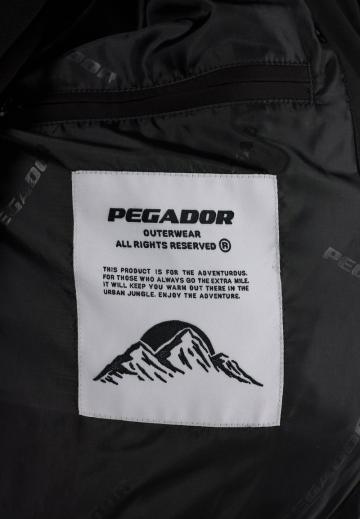 PEGADOR
PEGADOR
OUTERWEAR
ALL RIGHTS RESERVED ®
THIS PRODUCT IS FOR THE ADVENTUROUS.
FOR THOSE WHO ALWAYS GO THE EXTRA MILE.
IT WILL KEEP YOU WARM OUT THERE IN THE
URBAN JUNGLE. ENJOY THE ADVENTURE.